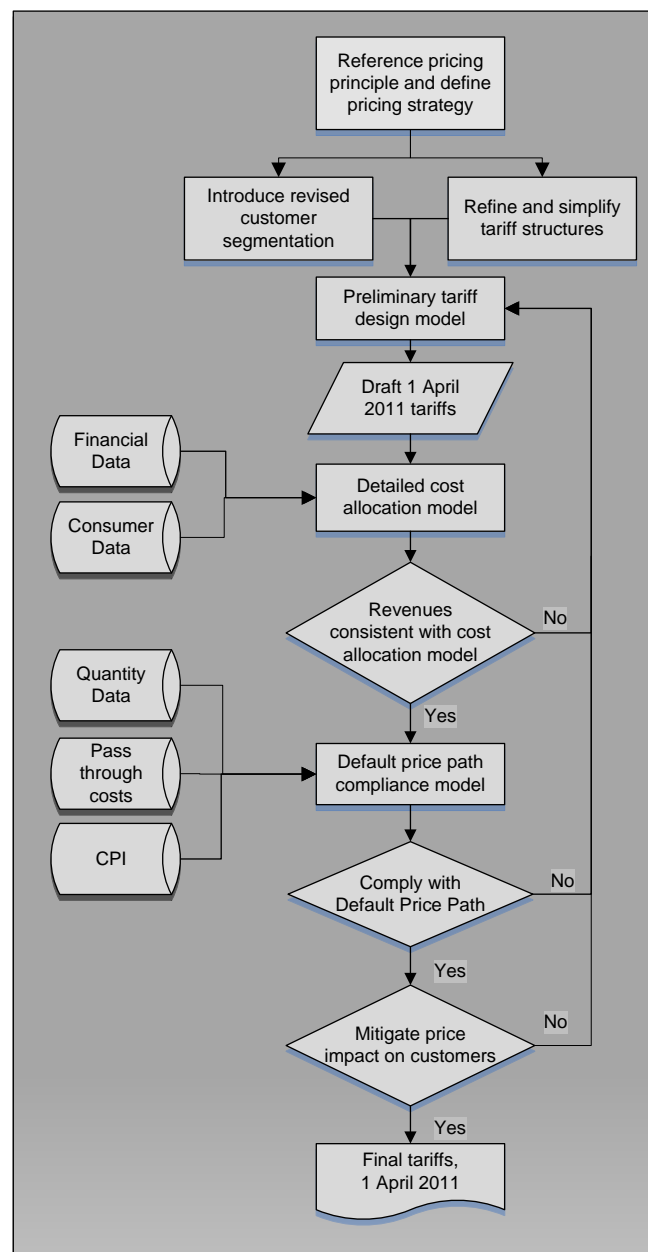 Reference pricing
principle and define
pricing strategy
Introduce revised
customer
segmentation
Refine and simplify
tariff structures
Preliminary tariff
design model
Draft 1 April
2011 tariffs
Financial
Data
Consumer
Data
Detailed cost
allocation model
Revenues
consistent with cost
allocation model
No
Yes
Quantity
Data
Pass
through
costs
CPI
Default price path
compliance model
Comply with
Default Price Path
No
Yes
Mitigate price
impact on customers
No
Yes
Final tariffs,
1 April 2011